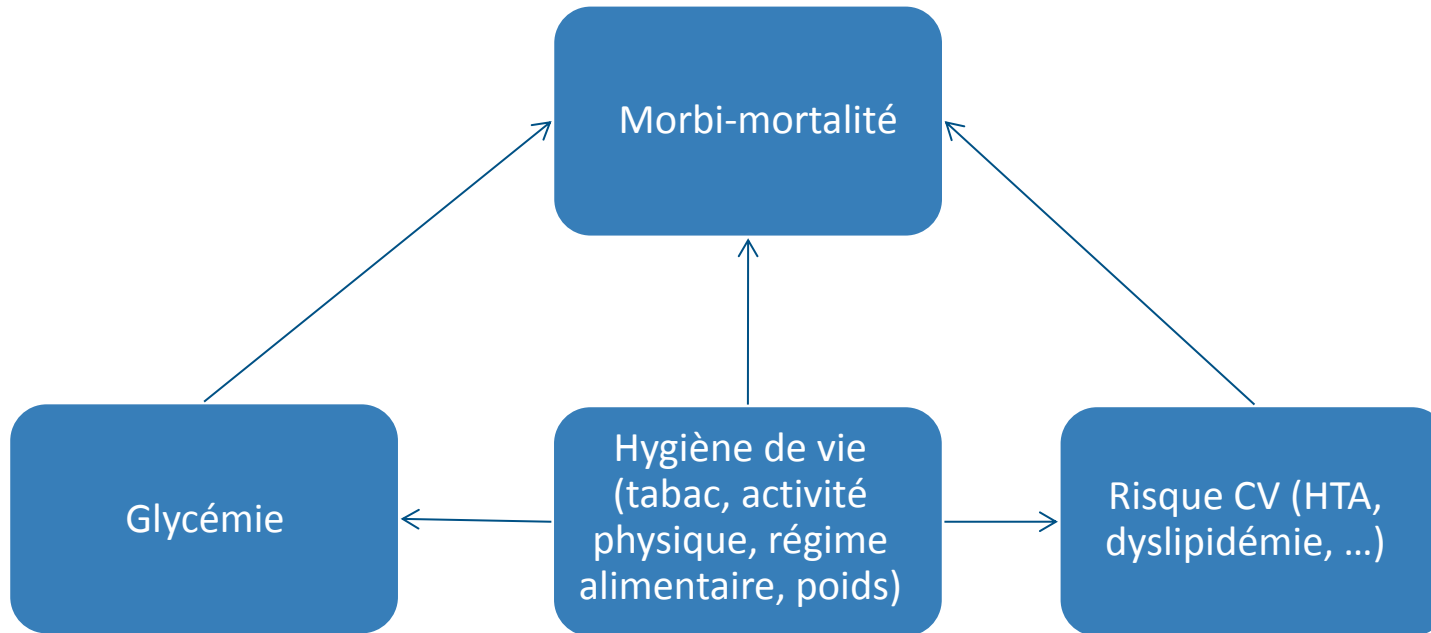 Morbi-mortalité
Glycémie
Hygiène de vie
(tabac, activité
physique, régime
alimentaire, poids)
Risque CV (HTA,
dyslipidémie, …)